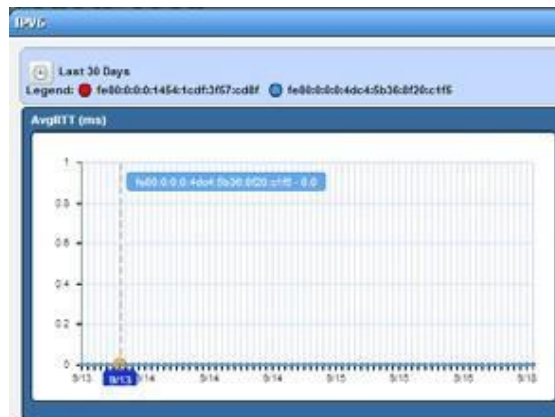 IPV6
Last 30 Days
Legend: fe80:0:0:0:1454:1cdf:3f57:cd8f fe80:0:0:0:4dc4:5b36:8f20:c1f5
AvgRTT (ms)
1
fe80:0:0:0:4dc4:5b36:8f20:c1f5 - 0.0
0.8
0.6
0.4
0.2
0
9/13 9/13 9/14 9/14 9/14 9/15 9/15 9/15 9/18